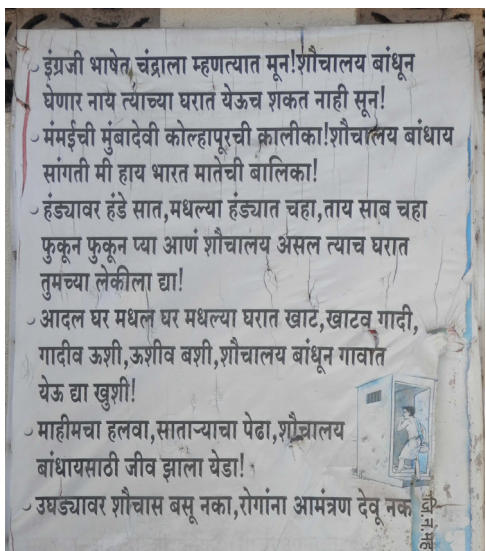 इंग्रजी भाषेत चंद्राला म्हणत्यात मून!शौचालय बांधून
घेणार नाय त्याच्या घरात येऊच शकत नाही सून!
मंमईची मुंबादेवी कोल्हापूरची कालीका!शौचालय बांधाय
सांगती मी हाय भारत मातेची बालिका!
हंड्यावर हंडे सात,मधल्या हंड्यात चहा,ताय साब चहा
फुकून फुकून प्या आणं शौचालय असल त्याच घरात
तुमच्या लेकीला द्या!
आदल घर मधल घर मधल्या घरात खाट,खाटव गादी,
गादीव ऊशी,ऊशीव बशी,शौचालय बांधून गावात
येऊ द्या खुशी!
माहीमचा हलवा,साताऱ्याचा पेढा,शौचालय
बांधायसाठी जीव झाला येडा!
उघड्यावर शौचास बसू नका,रोगांना आमंत्रण देवू नका